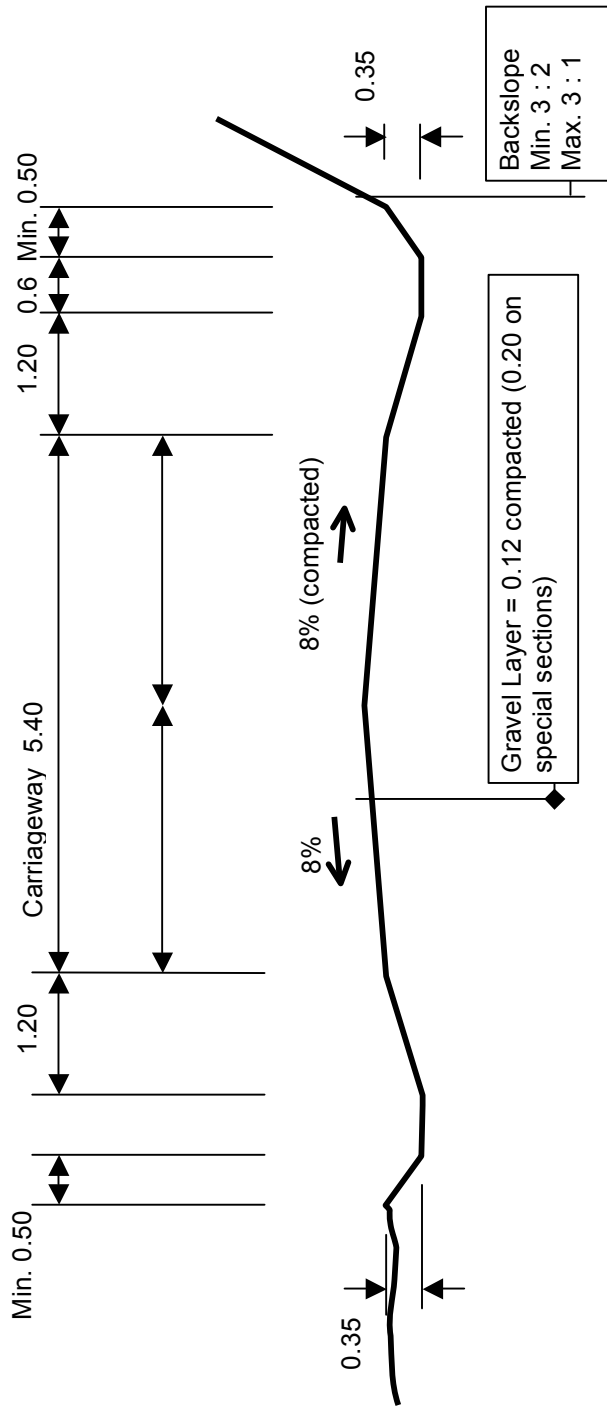 Min. 0.50
1.20
Carriageway 5.40
1.20
0.6
Min. 0.50
8%
8% (compacted)
0.35
0.35
Gravel Layer = 0.12 compacted (0.20 on
special sections)
Backslope
Min. 3 : 2
Max. 3 : 1